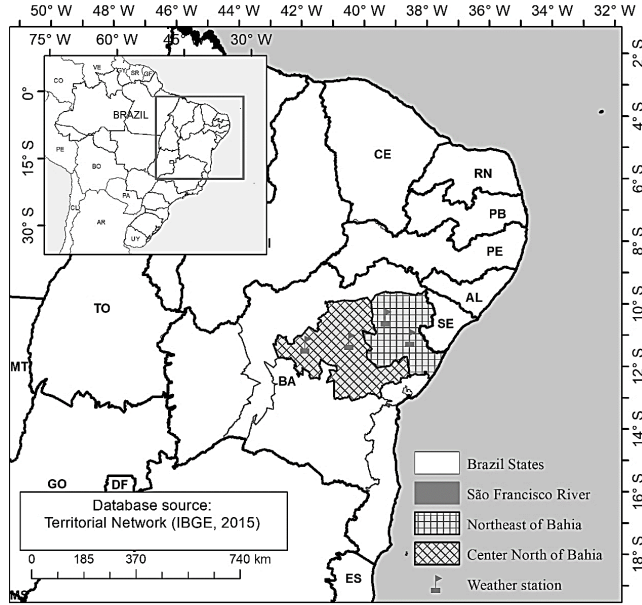 50° W 48° W 46° W 44° W 42° W 40° W 38° W 36° W 34° W 32° W
75° W 60° W 45° W 30° W
0°
15° S
30° S
CO
VE
SR
GF
BRAZIL
PE
BO
PA
CL
AR
UY
2° S
4° S
6° S
8° S
10° S
12° S
14° S
16° S
18° S
CE
RN
PB
PE
AL
SE
TO
MT
BA
GO
DF
ES
MS
Database source:
Territorial Network (IBGE, 2015)
0 185 370 740 km
Brazil States
São Francisco River
Northeast of Bahia
Center North of Bahia
Weather station